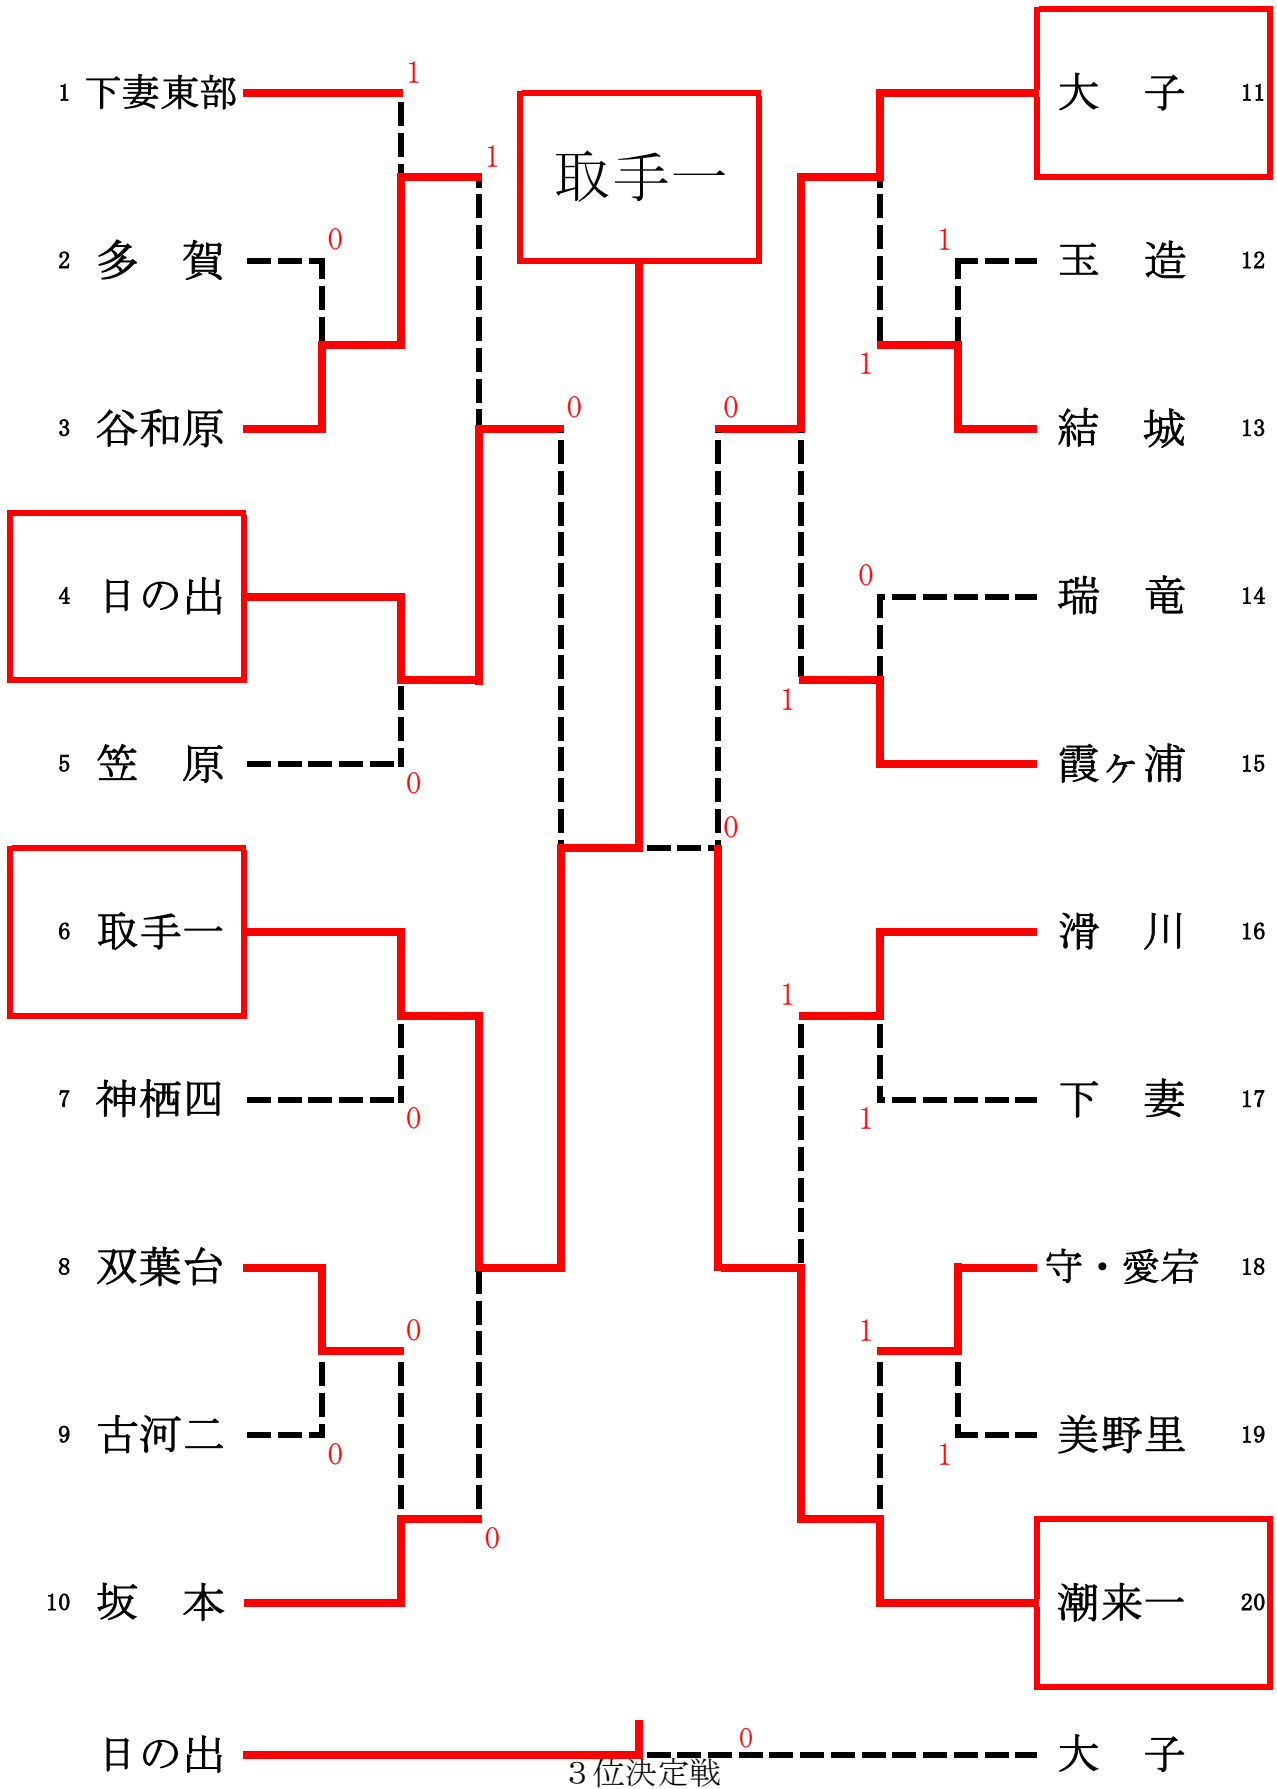 1 下妻東部
1
2 多　賀
0
3 谷和原
1
4 日の出
5 笠　原
0
0
6 取手一
7 神栖四
0
8 双葉台
0
9 古河二
0
10 坂　本
0
取手一
大　子 11
玉　造 12
1
結　城 13
1
0
瑞　竜 14
0
霞ヶ浦 15
1
0
滑　川 16
1
下　妻 17
1
守・愛宕 18
1
美野里 19
1
潮来一 20
日の出
0
大　子
３位決定戦